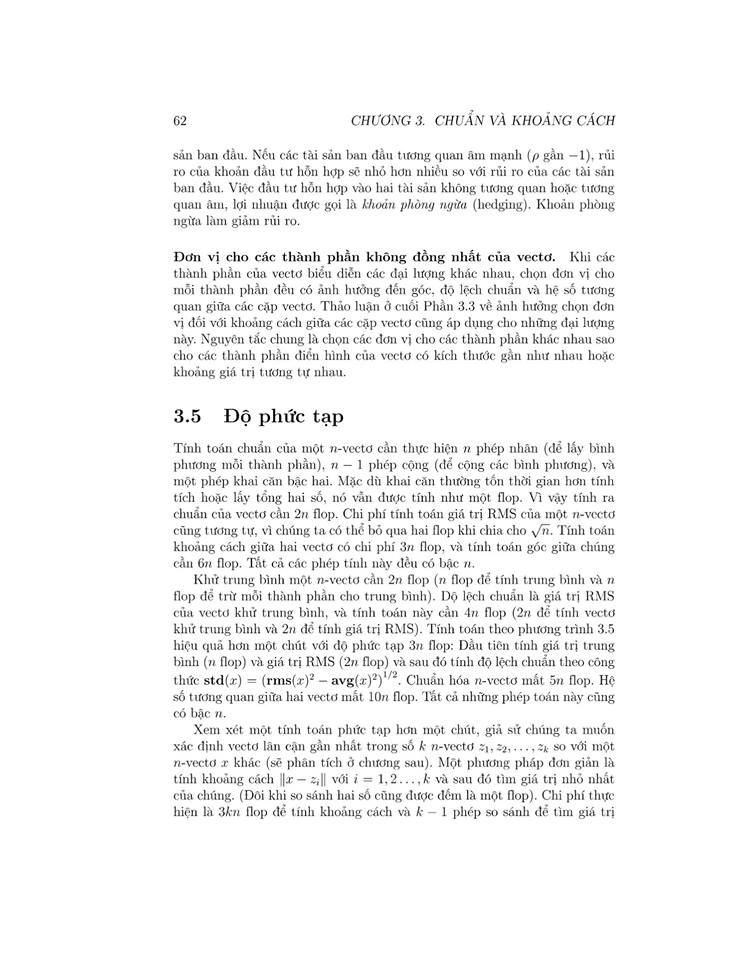 62 CHƯƠNG 3. CHUẨN VÀ KHOẢNG CÁCH
sản ban đầu. Nếu các tài sản ban đầu tương quan âm mạnh (ρ gần −1), rủi
ro của khoản đầu tư hỗn hợp sẽ nhỏ hơn nhiều so với rủi ro của các tài sản
ban đầu. Việc đầu tư hỗn hợp vào hai tài sản không tương quan hoặc tương
quan âm, lợi nhuận được gọi là khoản phòng ngừa (hedging). Khoản phòng
ngừa làm giảm rủi ro.
Đơn vị cho các thành phần không đồng nhất của vectơ. Khi các
thành phần của vectơ biểu diễn các đại lượng khác nhau, chọn đơn vị cho
mỗi thành phần đều có ảnh hưởng đến góc, độ lệch chuẩn và hệ số tương
quan giữa các cặp vectơ. Thảo luận ở cuối Phần 3.3 về ảnh hưởng chọn đơn
vị đối với khoảng cách giữa các cặp vectơ cũng áp dụng cho những đại lượng
này. Nguyên tắc chung là chọn các đơn vị cho các thành phần khác nhau sao
cho các thành phần điển hình của vectơ có kích thước gần như nhau hoặc
khoảng giá trị tương tự nhau.
3.5 Độ phức tạp
Tính toán chuẩn của một n-vectơ cần thực hiện n phép nhân (để lấy bình
phương mỗi thành phần), n − 1 phép cộng (để cộng các bình phương), và
một phép khai căn bậc hai. Mặc dù khai căn thường tốn thời gian hơn tính
tích hoặc lấy tổng hai số, nó vẫn được tính như một flop. Vì vậy tính ra
chuẩn của vectơ cần 2n flop. Chi phí tính toán giá trị RMS của một n-vectơ
cũng tương tự, vì chúng ta có thể bỏ qua hai flop khi chia cho √n. Tính toán
khoảng cách giữa hai vectơ có chi phí 3n flop, và tính toán góc giữa chúng
cần 6n flop. Tất cả các phép tính này đều có bậc n.
Khử trung bình một n-vectơ cần 2n flop (n flop để tính trung bình và n
flop để trừ mỗi thành phần cho trung bình). Độ lệch chuẩn là giá trị RMS
của vectơ khử trung bình, và tính toán này cần 4n flop (2n để tính vectơ
khử trung bình và 2n để tính giá trị RMS). Tính toán theo phương trình 3.5
hiệu quả hơn một chút với độ phức tạp 3n flop: Đầu tiên tính giá trị trung
bình (n flop) và giá trị RMS (2n flop) và sau đó tính độ lệch chuẩn theo công
thức std(x) = (rms(x)² − avg(x)²)^{1/2}. Chuẩn hóa n-vectơ mất 5n flop. Hệ
số tương quan giữa hai vectơ mất 10n flop. Tất cả những phép toán này cũng
có bậc n.
Xem xét một tính toán phức tạp hơn một chút, giả sử chúng ta muốn
xác định vectơ lân cận gần nhất trong số k n-vectơ z₁, z₂, . . . , zₖ so với một
n-vectơ x khác (sẽ phân tích ở chương sau). Một phương pháp đơn giản là
tính khoảng cách ‖x − zᵢ‖ với i = 1, 2 . . . , k và sau đó tìm giá trị nhỏ nhất
của chúng. (Đôi khi so sánh hai số cũng được đếm là một flop). Chi phí thực
hiện là 3kn flop để tính khoảng cách và k − 1 phép so sánh để tìm giá trị